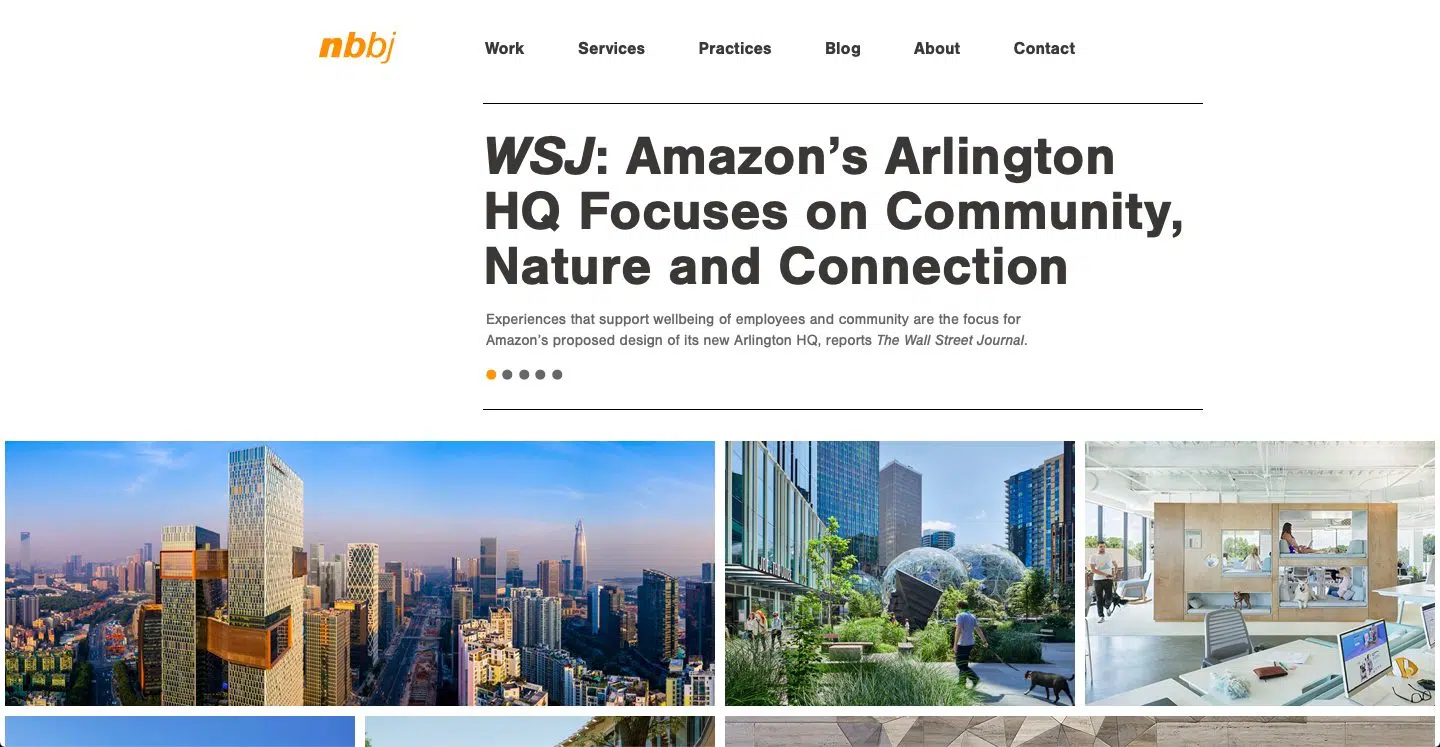 nbbj
Work
Services
Practices
Blog
About
Contact
WSJ: Amazon’s Arlington
HQ Focuses on Community,
Nature and Connection
Experiences that support wellbeing of employees and community are the focus for
Amazon’s proposed design of its new Arlington HQ, reports The Wall Street Journal.